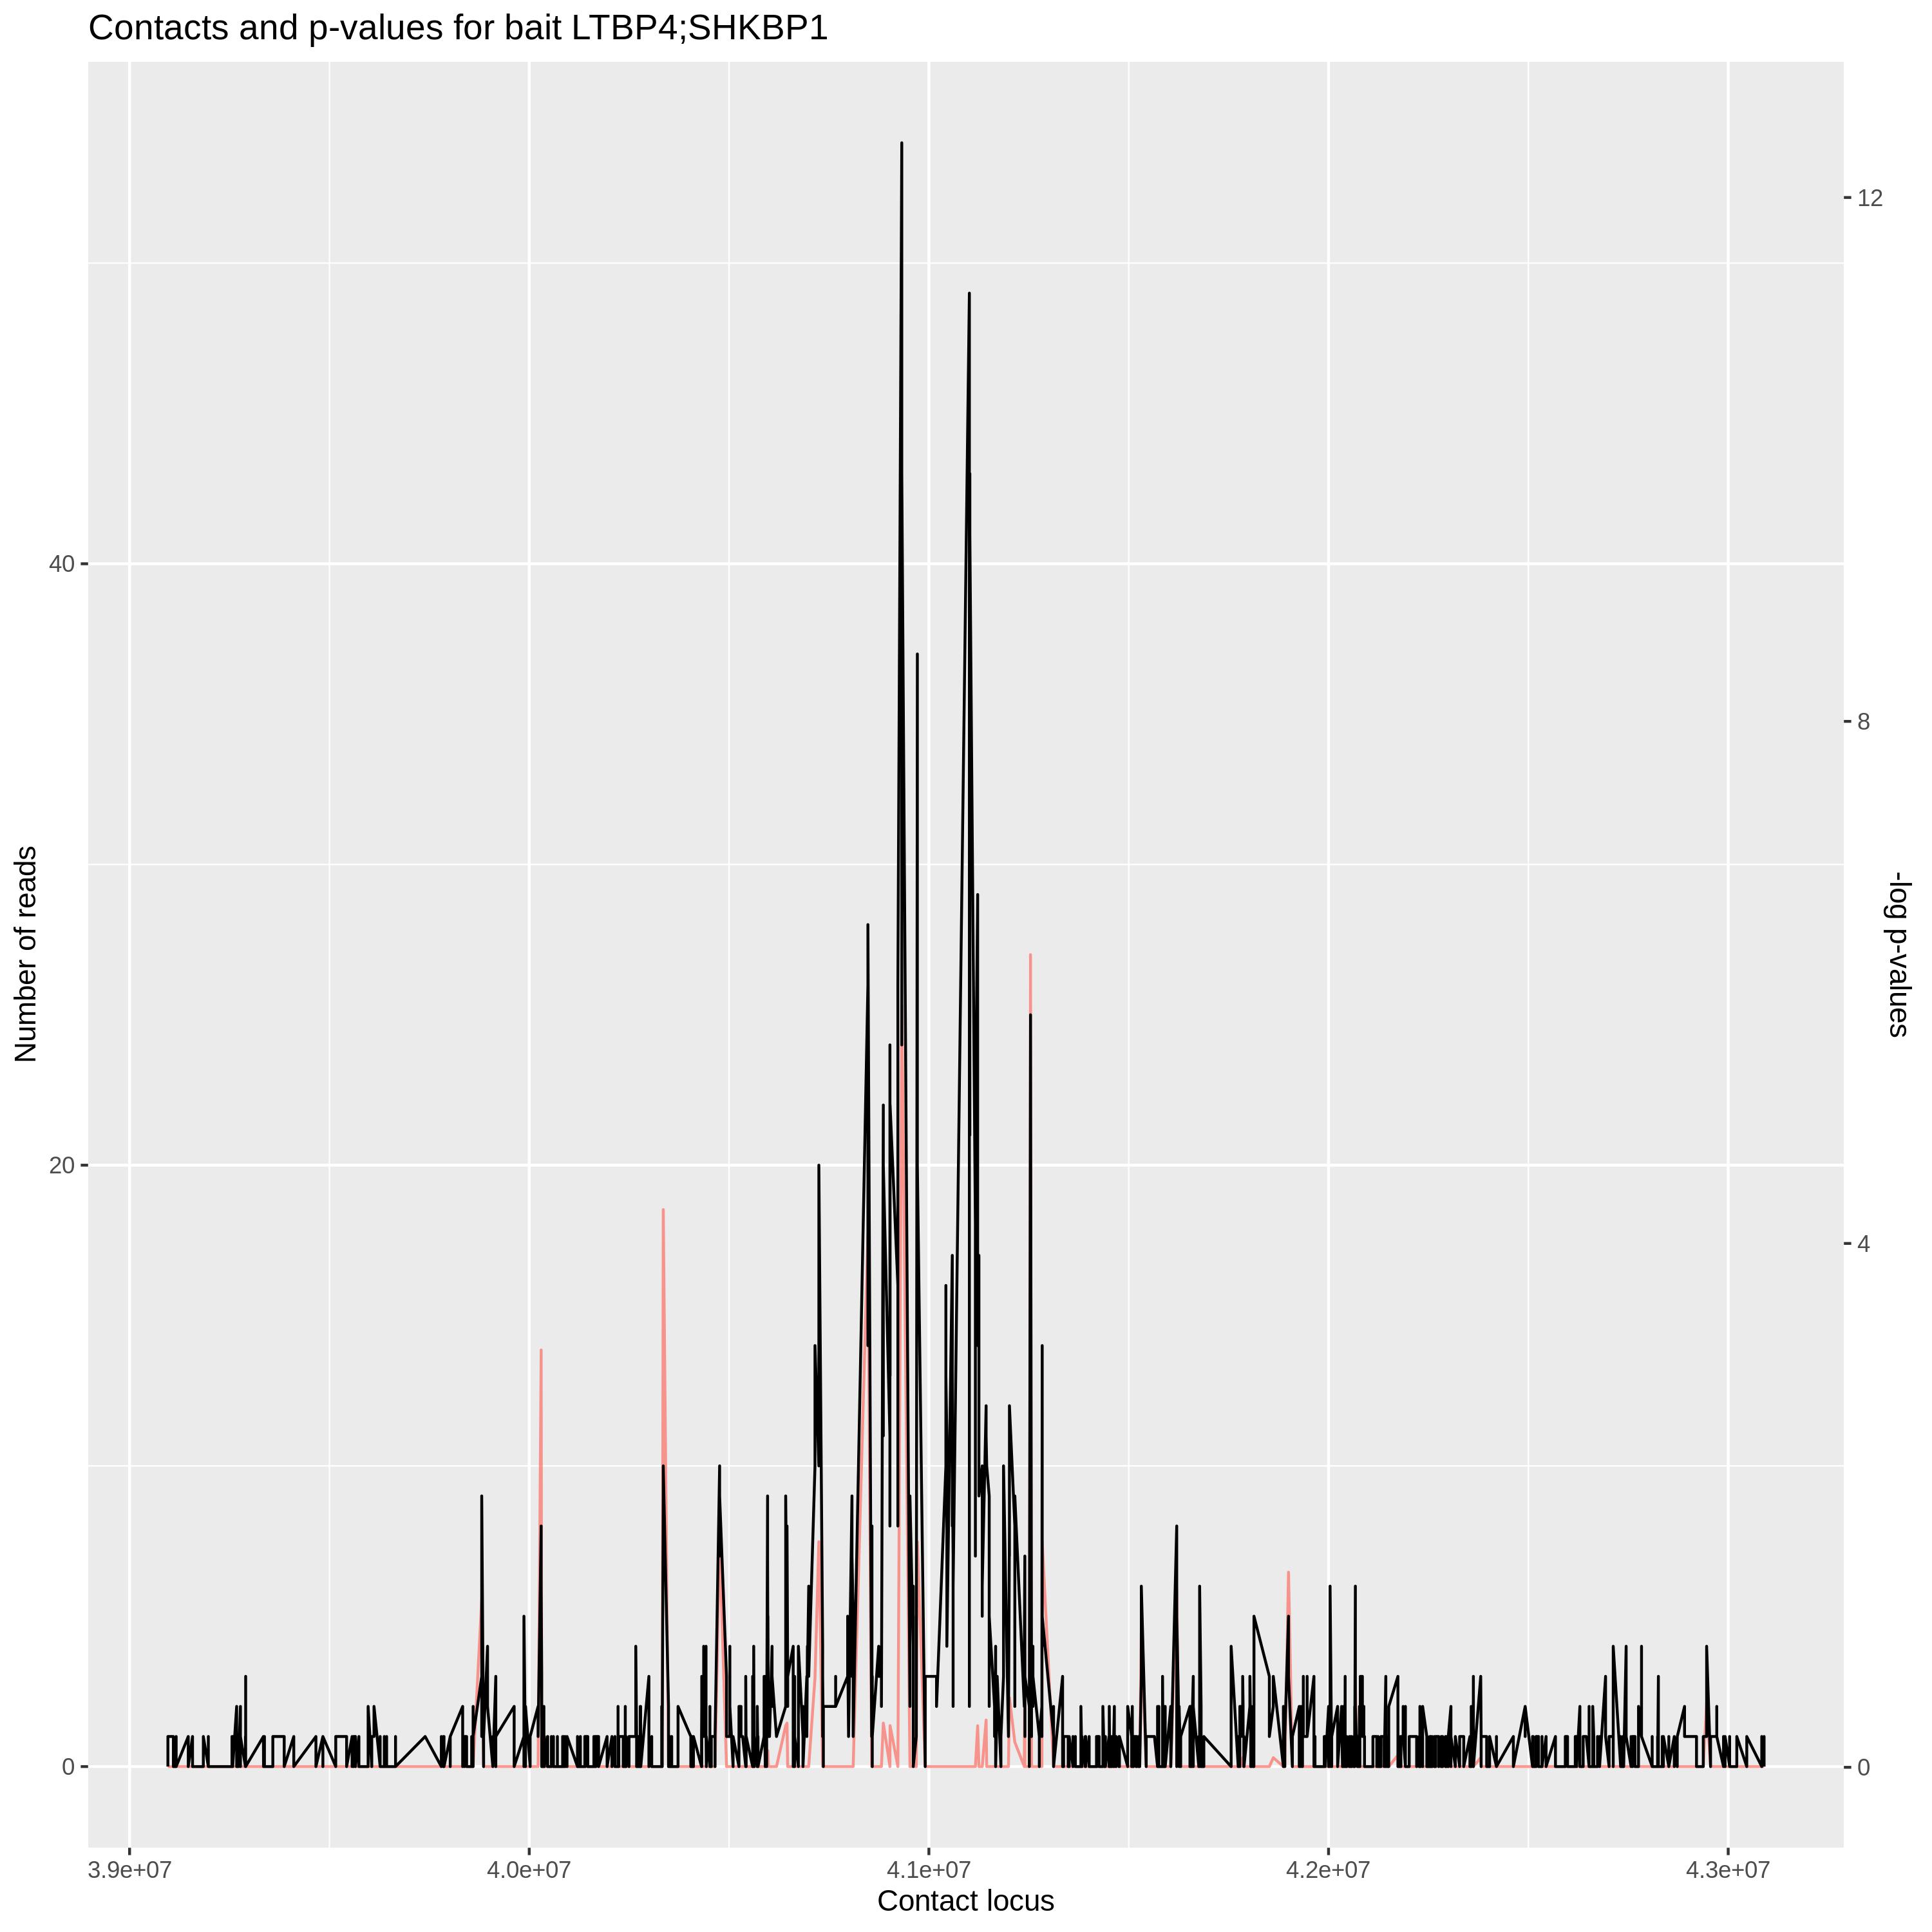 Contacts and p-values for bait LTBP4;SHKBP1
Number of reads
40
20
0
12
8
4
0
-log p-values
3.9e+07
4.0e+07
4.1e+07
4.2e+07
4.3e+07
Contact locus